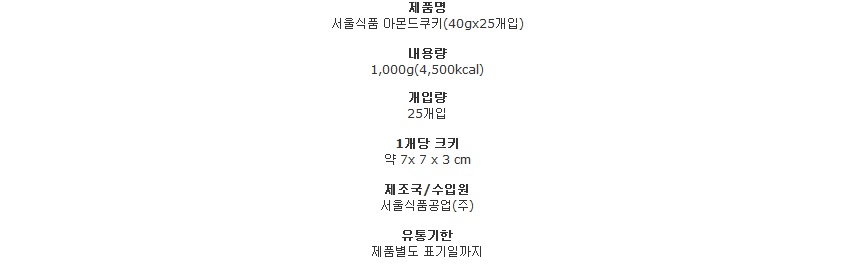 제품명
서울식품 아몬드쿠키(40gx25개입)
내용량
1,000g(4,500kcal)
개입량
25개입
1개당 크키
약 7x 7 x 3 cm
제조국/수입원
서울식품공업(주)
유통기한
제품별도 표기일까지